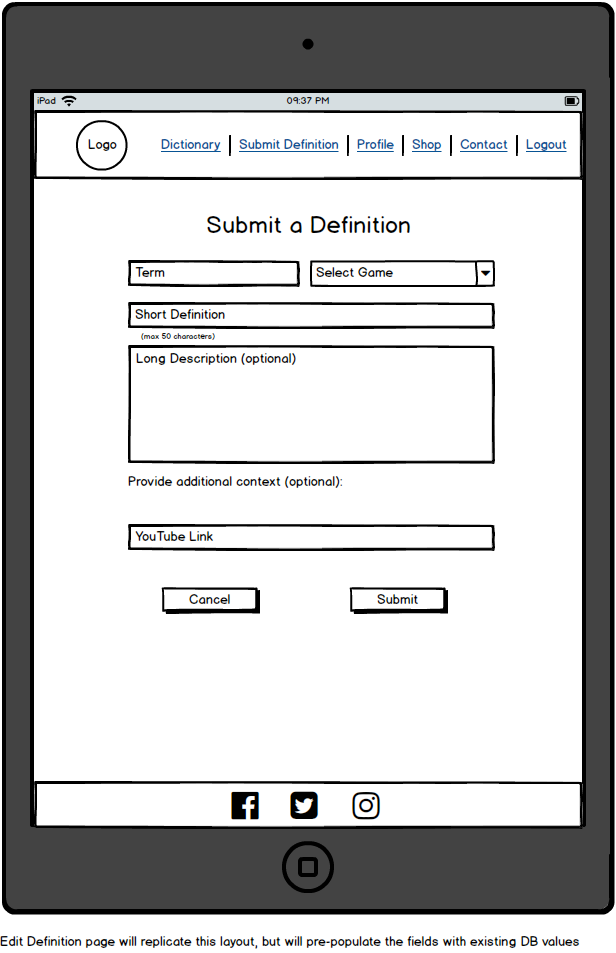 iPad 09:37 PM
Logo Dictionary Submit Definition Profile Shop Contact Logout
Submit a Definition
Term Select Game
Short Definition
(max 50 characters)
Long Description (optional)
Provide additional context (optional):
YouTube Link
Cancel Submit
Edit Definition page will replicate this layout, but will pre-populate the fields with existing DB values